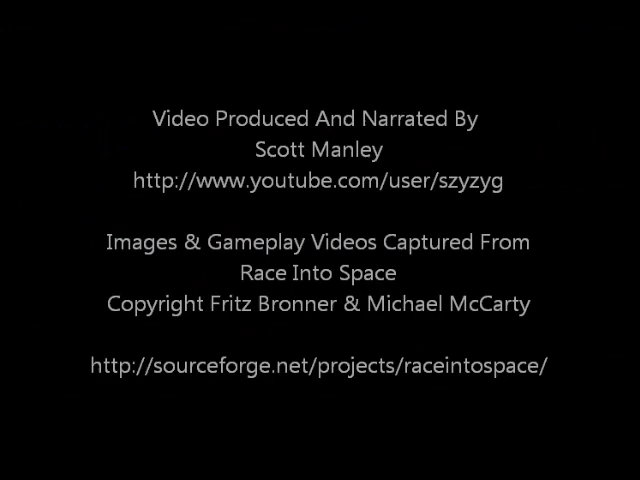 Video Produced And Narrated By
Scott Manley
http://www.youtube.com/user/szyzyg
Images & Gameplay Videos Captured From
Race Into Space
Copyright Fritz Bronner & Michael McCarty
http://sourceforge.net/projects/raceintospace/